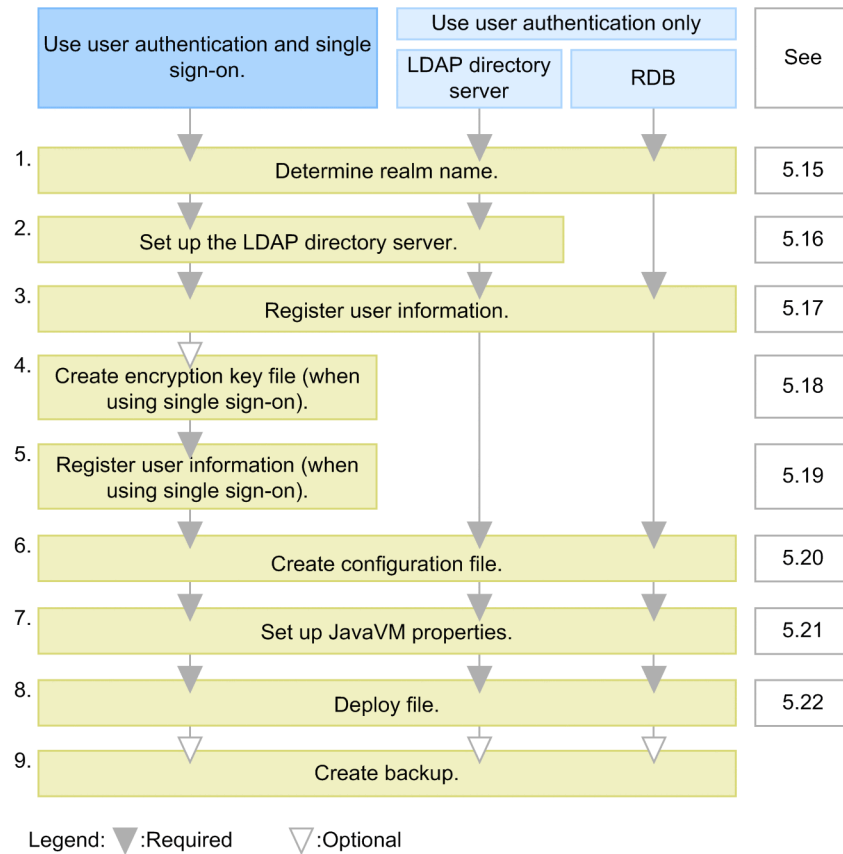 Use user authentication and single
sign-on.
Use user authentication only
LDAP directory
server
RDB
See
1.
Determine realm name.
5.15
2.
Set up the LDAP directory server.
5.16
3.
Register user information.
5.17
4.
Create encryption key file (when
using single sign-on).
5.18
5.
Register user information (when
using single sign-on).
5.19
6.
Create configuration file.
5.20
7.
Set up JavaVM properties.
5.21
8.
Deploy file.
5.22
9.
Create backup.
Legend: :Required :Optional